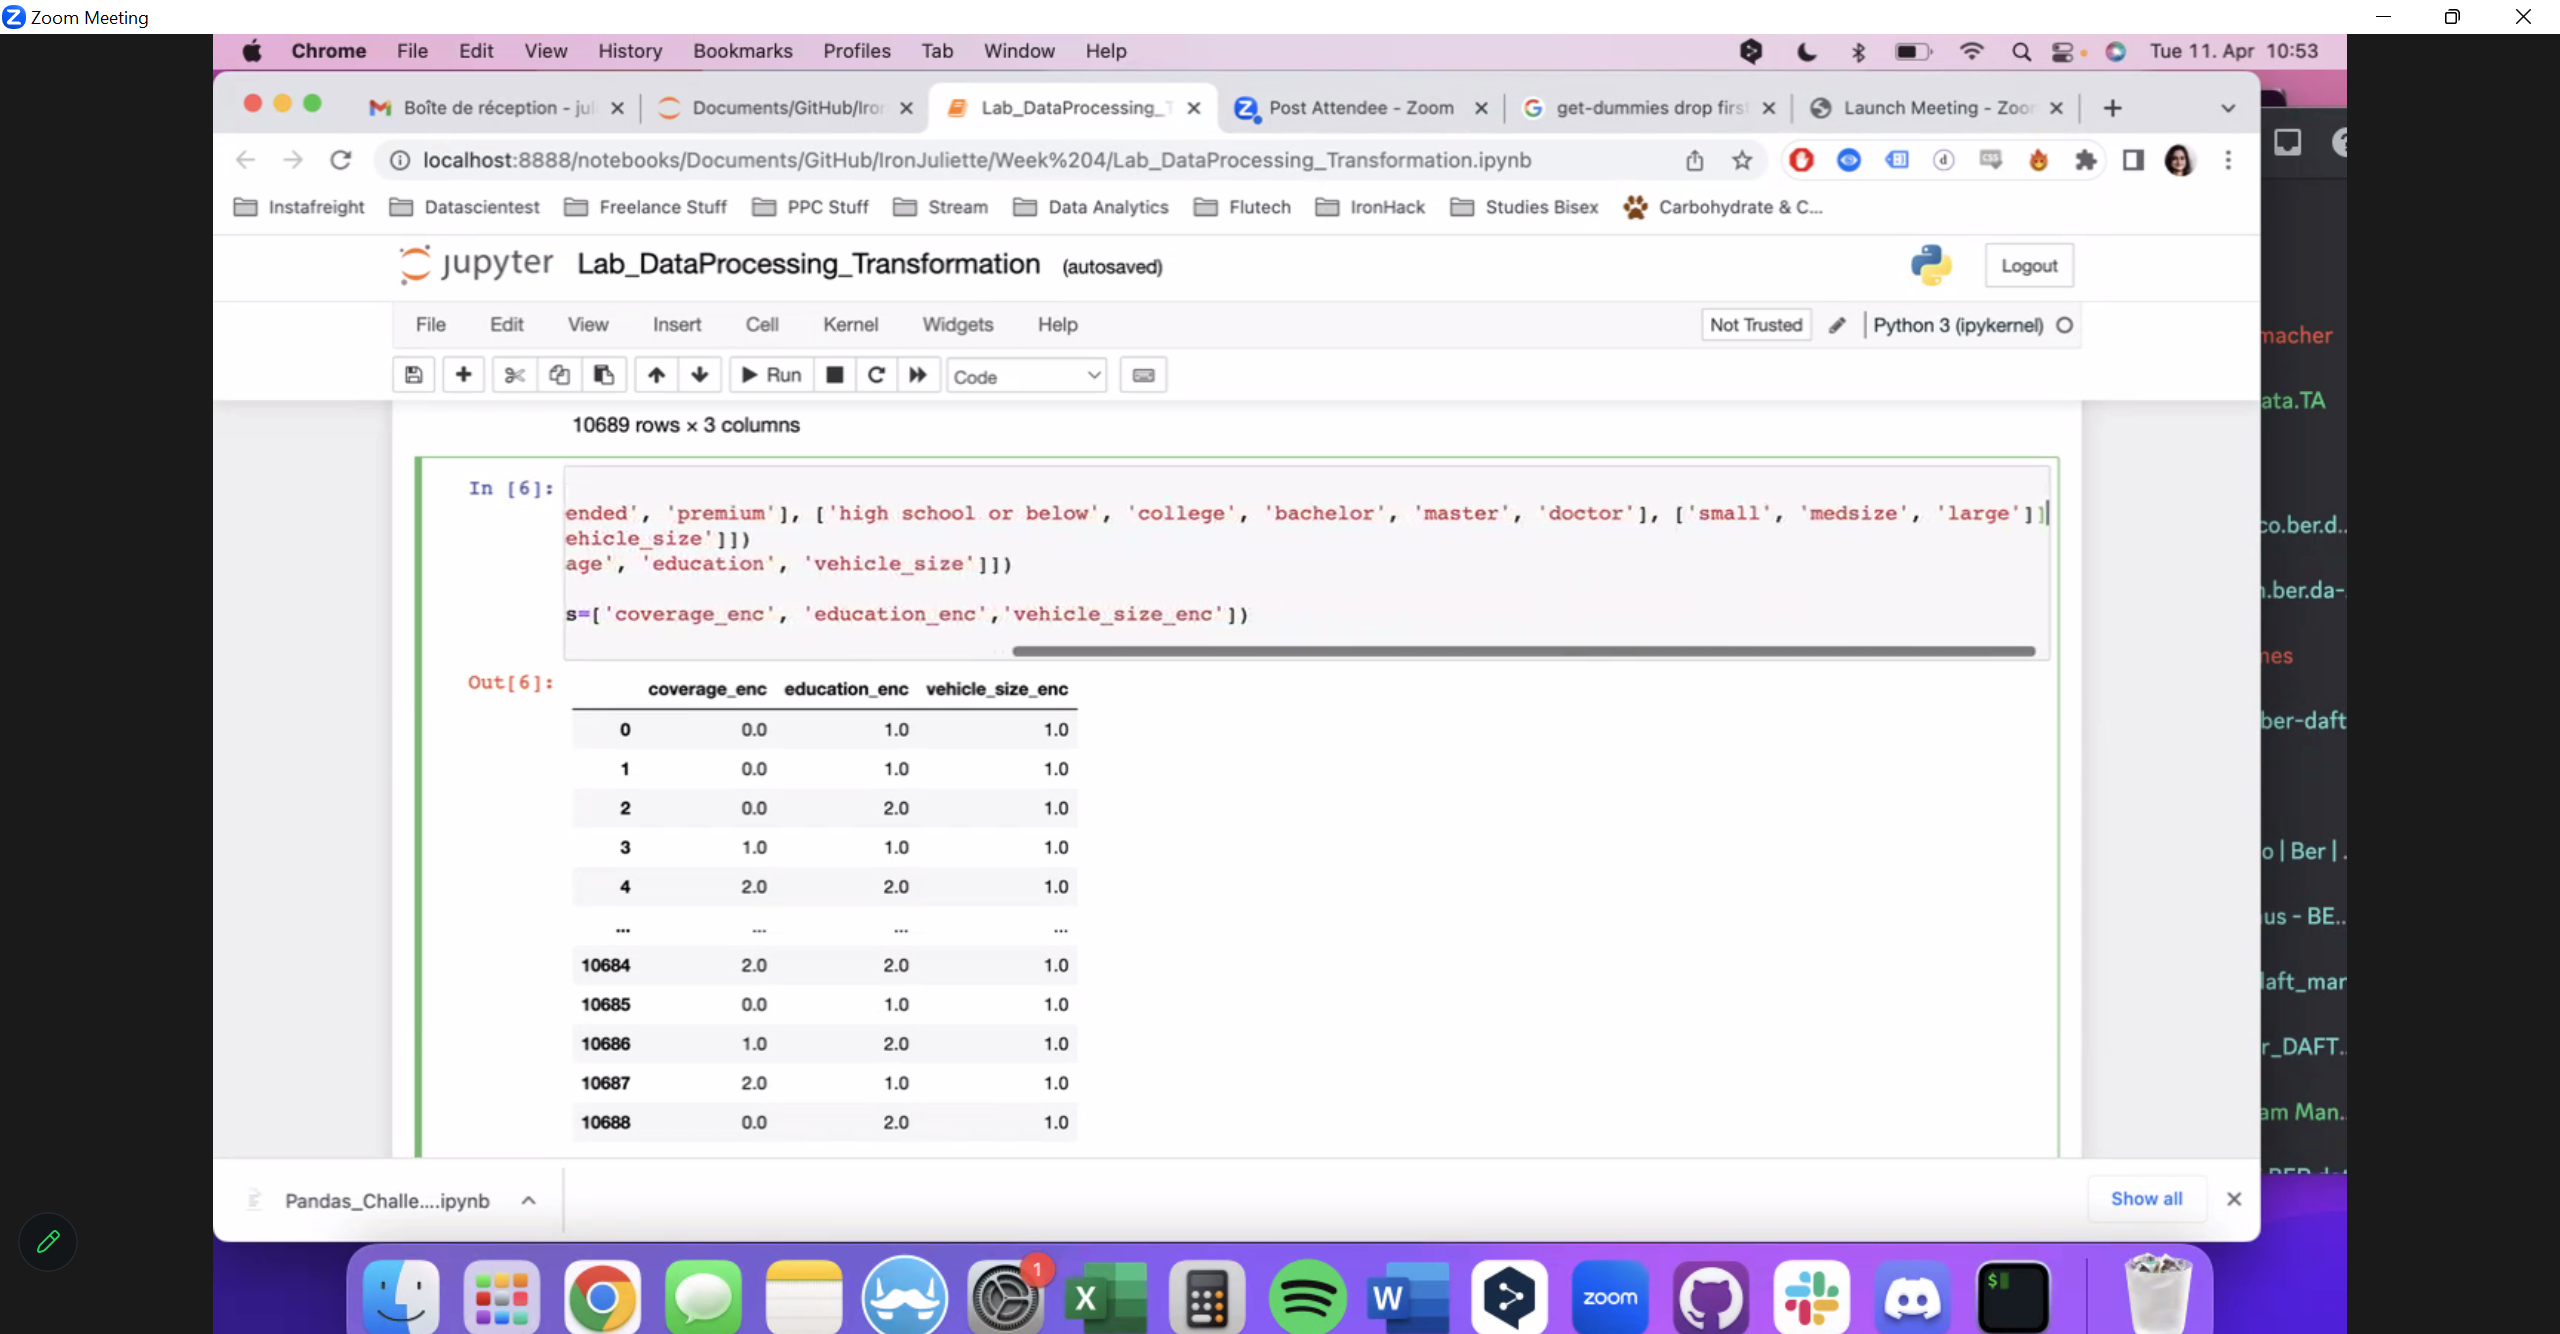 Zoom Meeting
Chrome File Edit View History Bookmarks Profiles Tab Window Help Tue 11. Apr 10:53
Boîte de réception - jul Documents/GitHub/Iron Lab_DataProcessing_T Post Attendee - Zoom get-dummies drop first Launch Meeting - Zoom
localhost:8888/notebooks/Documents/GitHub/IronJuliette/Week%204/Lab_DataProcessing_Transformation.ipynb
Instafreight Datascientest Freelance Stuff PPC Stuff Stream Data Analytics Flutech IronHack Studies Bisex Carbohydrate & C...
jupyter Lab_DataProcessing_Transformation (autosaved) Logout
File Edit View Insert Cell Kernel Widgets Help Not Trusted Python 3 (ipykernel)
Run Code
10689 rows × 3 columns
In [6]:
ended', 'premium'], ['high school or below', 'college', 'bachelor', 'master', 'doctor'], ['small', 'medsize', 'large']]
ehicle_size']])
age', 'education', 'vehicle_size']])
s=['coverage_enc', 'education_enc','vehicle_size_enc'])
Out[6]:
coverage_enc education_enc vehicle_size_enc
0 0.0 1.0 1.0
1 0.0 1.0 1.0
2 0.0 2.0 1.0
3 1.0 1.0 1.0
4 2.0 2.0 1.0
... ... ... ...
10684 2.0 2.0 1.0
10685 0.0 1.0 1.0
10686 1.0 2.0 1.0
10687 2.0 1.0 1.0
10688 0.0 2.0 1.0
Pandas_Challe....ipynb Show all
macher
ata.TA
co.ber.d..
.ber.da-
nes
ber-daft
o | Ber | .
us - BE..
laft_mar
r_DAFT.
am Man.
1
zoom